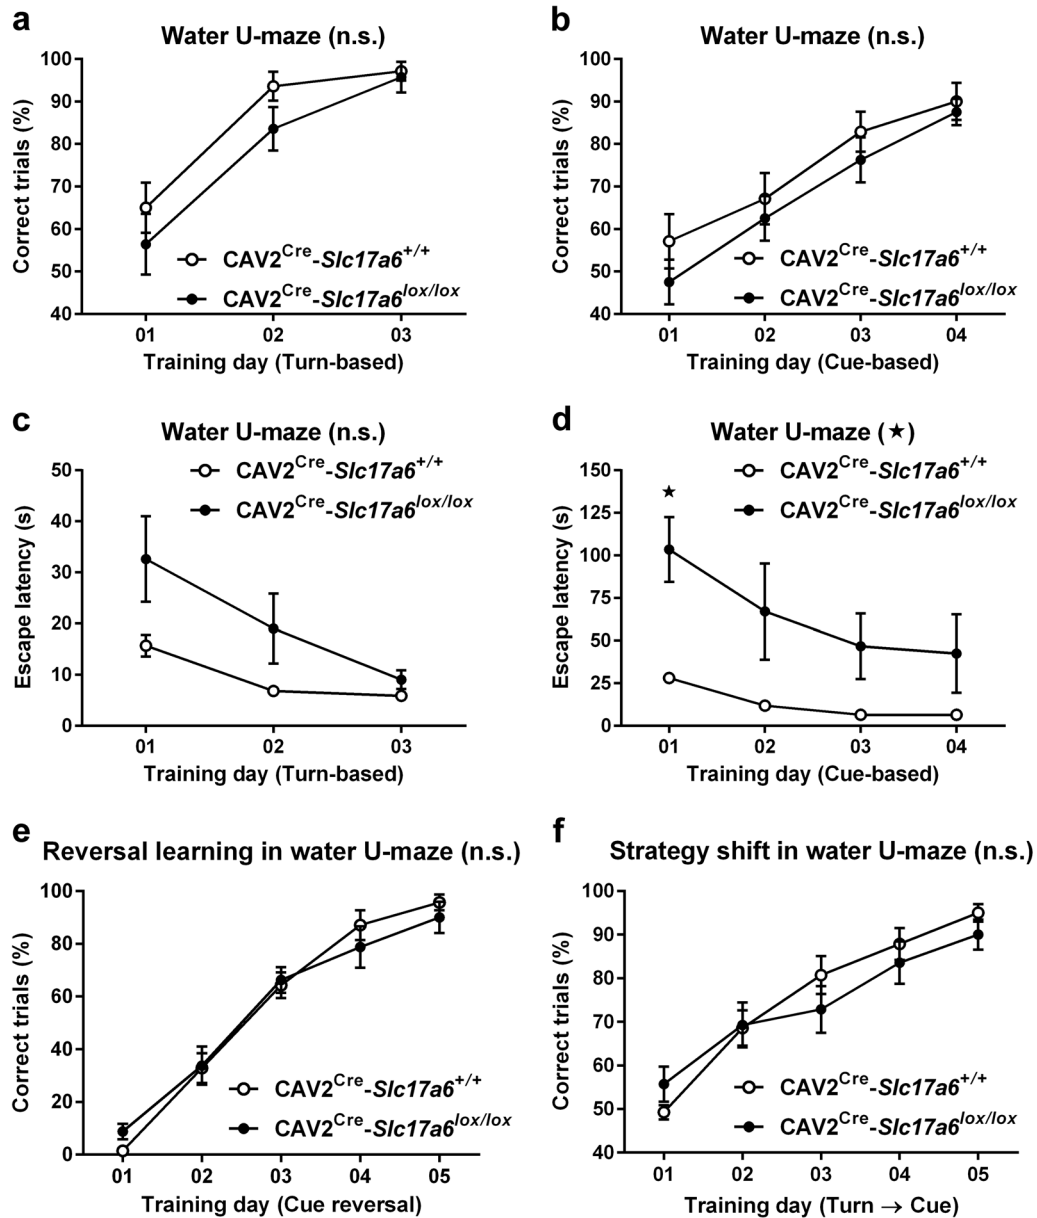 a
Water U-maze (n.s.)
Correct trials (%)
100
90
80
70
60
50
40
CAV2Cre-Slc17a6+/+
CAV2Cre-Slc17a6lox/lox
01 02 03
Training day (Turn-based)
b
Water U-maze (n.s.)
Correct trials (%)
100
90
80
70
60
50
40
CAV2Cre-Slc17a6+/+
CAV2Cre-Slc17a6lox/lox
01 02 03 04
Training day (Cue-based)
c
Water U-maze (n.s.)
Escape latency (s)
50
40
30
20
10
0
CAV2Cre-Slc17a6+/+
CAV2Cre-Slc17a6lox/lox
01 02 03
Training day (Turn-based)
d
Water U-maze (★)
Escape latency (s)
150
125
100
75
50
25
0
CAV2Cre-Slc17a6+/+
CAV2Cre-Slc17a6lox/lox
★
01 02 03 04
Training day (Cue-based)
e
Reversal learning in water U-maze (n.s.)
Correct trials (%)
100
80
60
40
20
0
CAV2Cre-Slc17a6+/+
CAV2Cre-Slc17a6lox/lox
01 02 03 04 05
Training day (Cue reversal)
f
Strategy shift in water U-maze (n.s.)
Correct trials (%)
100
90
80
70
60
50
40
CAV2Cre-Slc17a6+/+
CAV2Cre-Slc17a6lox/lox
01 02 03 04 05
Training day (Turn → Cue)